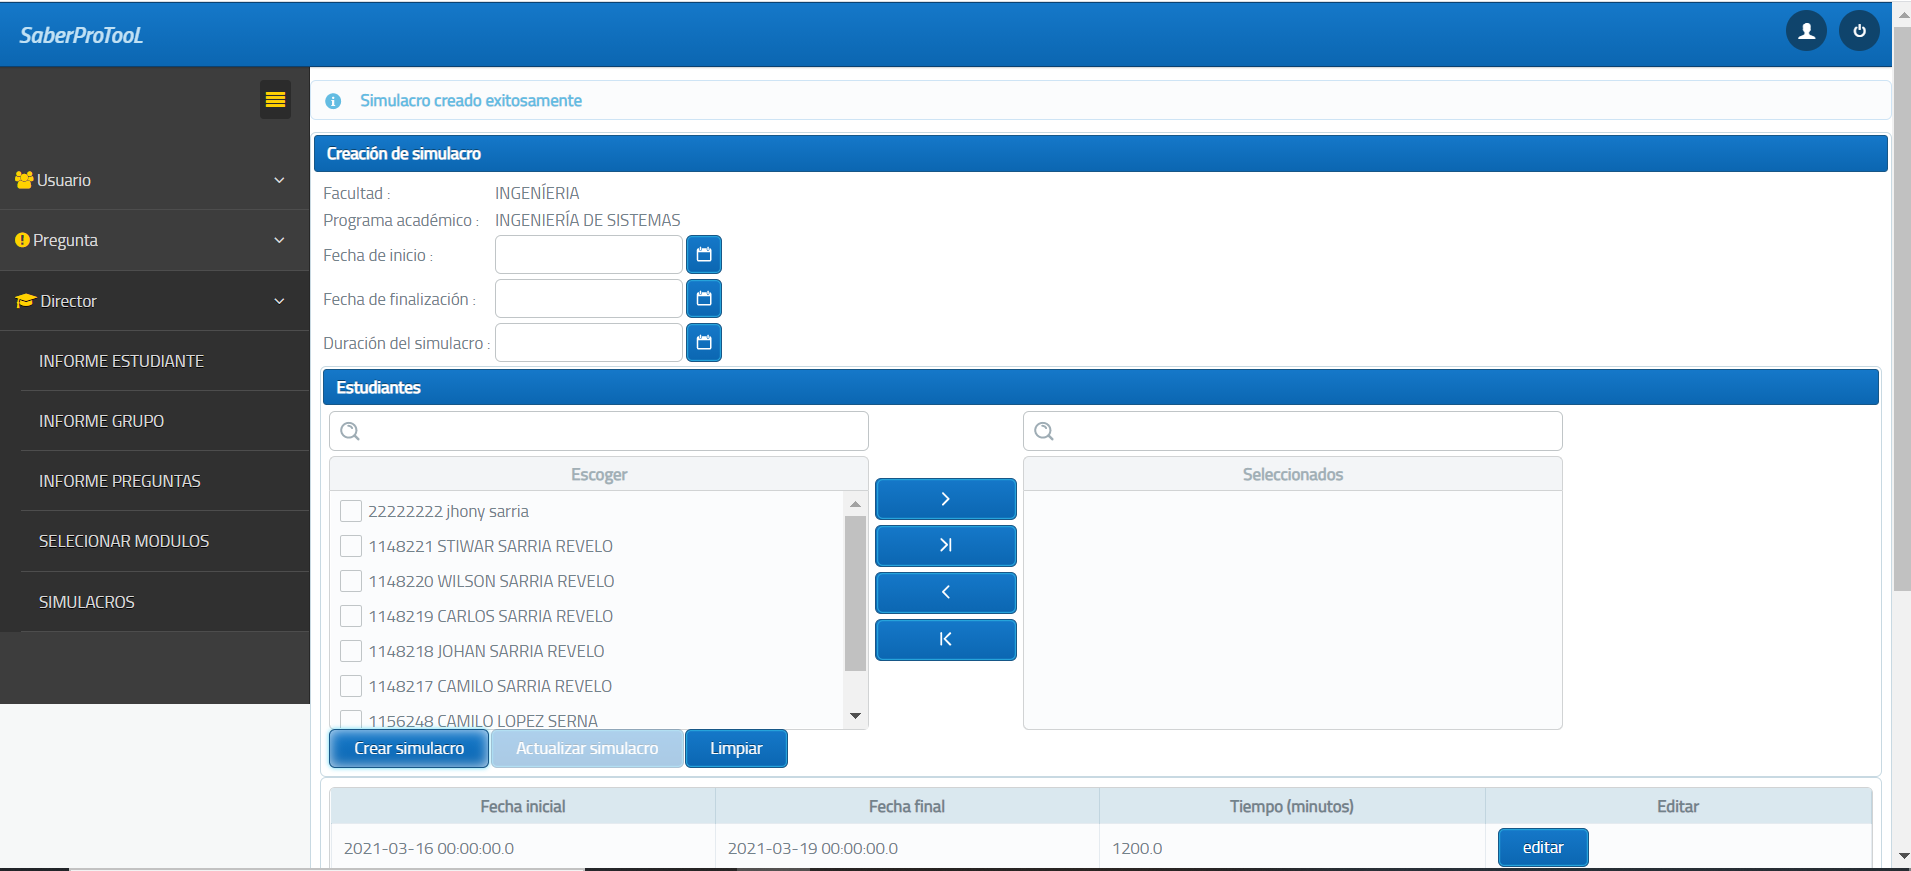 SaberProTooL
Simulacro creado exitosamente
Usuario
Pregunta
Director
INFORME ESTUDIANTE
INFORME GRUPO
INFORME PREGUNTAS
SELECIONAR MODULOS
SIMULACROS
Creación de simulacro
Facultad : INGENÍERIA
Programa académico : INGENIERÍA DE SISTEMAS
Fecha de inicio :
Fecha de finalización :
Duración del simulacro :
Estudiantes
Escoger
22222222 jhony sarria
1148221 STIWAR SARRIA REVELO
1148220 WILSON SARRIA REVELO
1148219 CARLOS SARRIA REVELO
1148218 JOHAN SARRIA REVELO
1148217 CAMILO SARRIA REVELO
1156248 CAMILO LOPEZ SERNA
Seleccionados
Crear simulacro Actualizar simulacro Limpiar
Fecha inicial Fecha final Tiempo (minutos) Editar
2021-03-16 00:00:00.0 2021-03-19 00:00:00.0 1200.0 editar